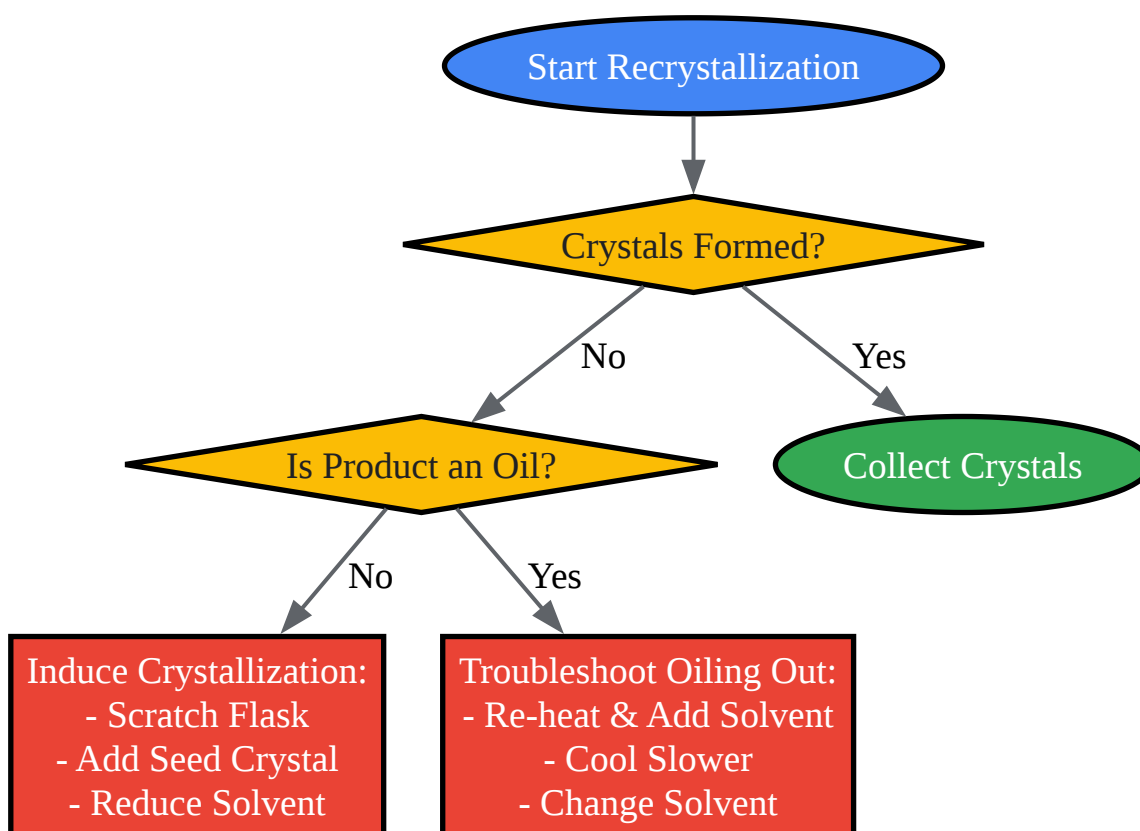 Start Recrystallization
Crystals Formed?
No
Yes
Is Product an Oil?
Collect Crystals
No
Yes
Induce Crystallization:
- Scratch Flask
- Add Seed Crystal
- Reduce Solvent
Troubleshoot Oiling Out:
- Re-heat & Add Solvent
- Cool Slower
- Change Solvent